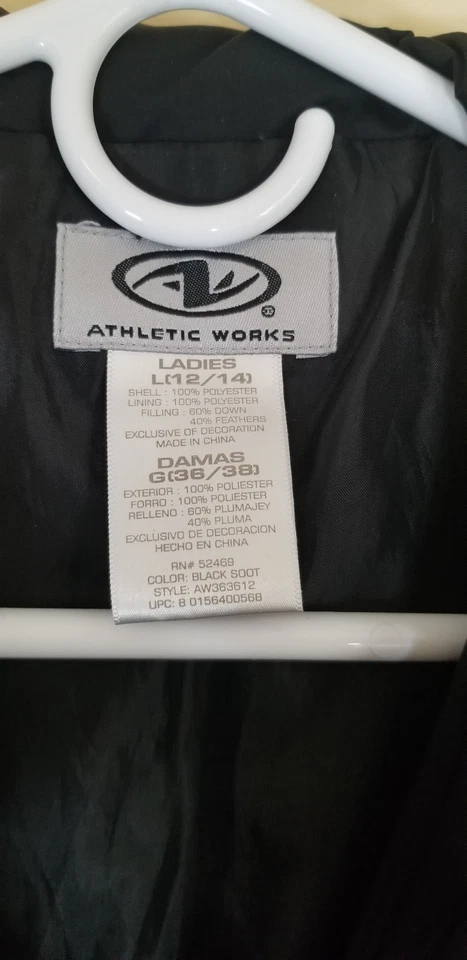 ATHLETIC WORKS
LADIES
L(12/14)
SHELL : 100% POLYESTER
LINING : 100% POLYESTER
FILLING : 60% DOWN
40% FEATHERS
EXCLUSIVE OF DECORATION
MADE IN CHINA
DAMAS
G(36/38)
EXTERIOR : 100% POLIESTER
FORRO : 100% POLIESTER
RELLENO : 60% PLUMAJEY
40% PLUMA
EXCLUSIVO DE DECORACION
HECHO EN CHINA
RN# 52469
COLOR: BLACK SOOT
STYLE: AW363612
UPC: 8 0156400568